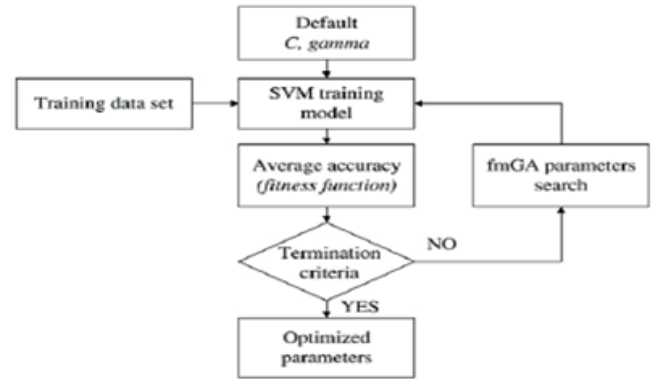 Default
C, gamma
Training data set
SVM training
model
Average accuracy
(fitness function)
fmGA parameters
search
Termination
criteria
NO
YES
Optimized
parameters